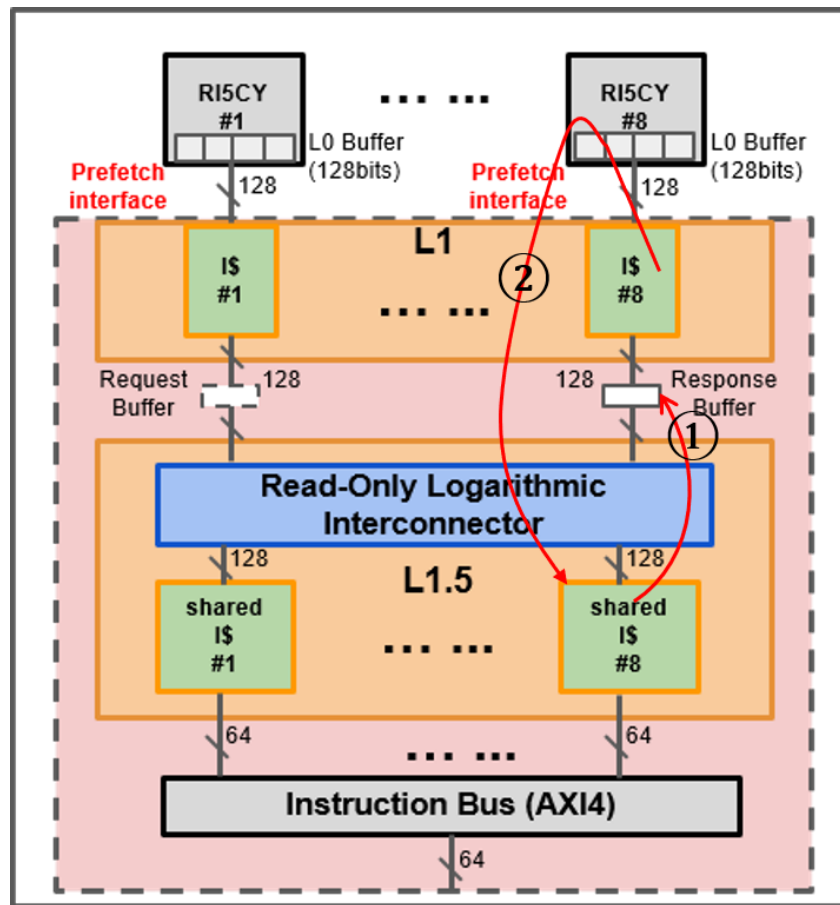 RI5CY
#1
... ...
RI5CY
#8
L0 Buffer
(128bits)
L0 Buffer
(128bits)
Prefetch
interface
128
Prefetch
interface
128
L1
I$
#1
... ...
I$
#8
②
Request
Buffer
128
128
Response
Buffer
①
Read-Only Logarithmic
Interconnector
128
128
L1.5
shared
I$
#1
... ...
shared
I$
#8
64
... ...
64
Instruction Bus (AXI4)
64